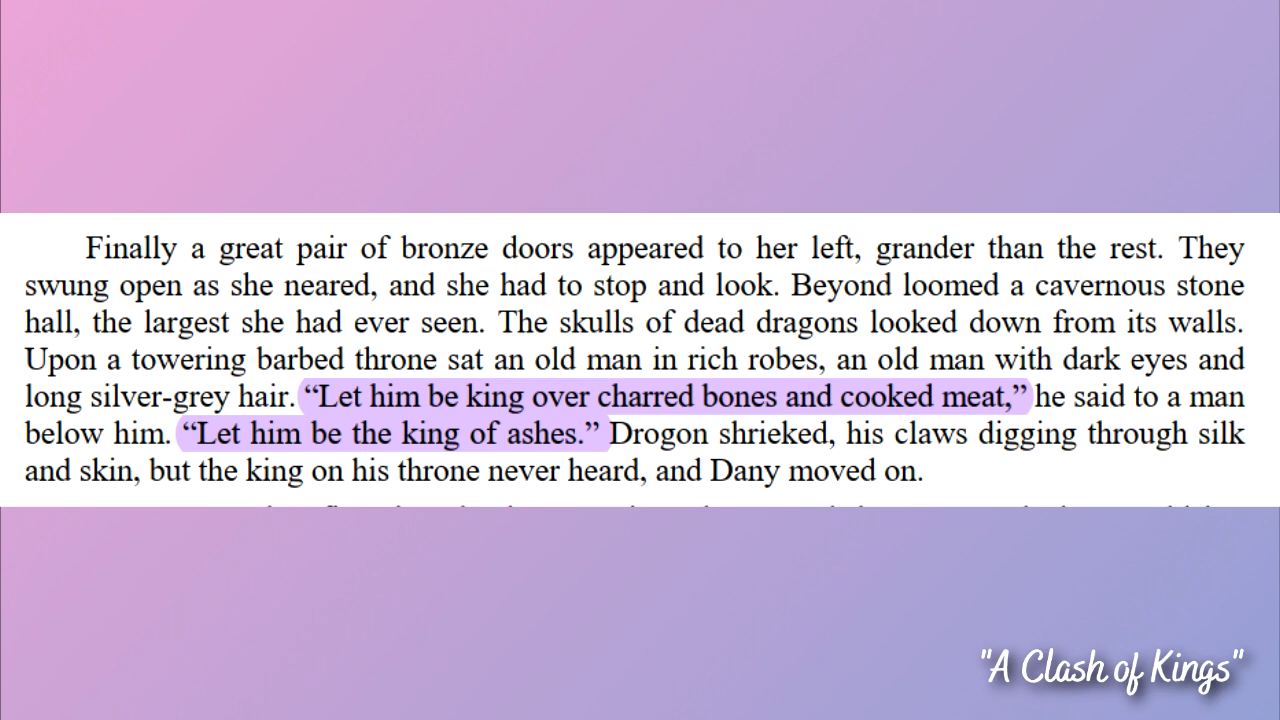 Finally a great pair of bronze doors appeared to her left, grander than the rest. They
swung open as she neared, and she had to stop and look. Beyond loomed a cavernous stone
hall, the largest she had ever seen. The skulls of dead dragons looked down from its walls.
Upon a towering barbed throne sat an old man in rich robes, an old man with dark eyes and
long silver-grey hair. “Let him be king over charred bones and cooked meat,” he said to a man
below him. “Let him be the king of ashes.” Drogon shrieked, his claws digging through silk
and skin, but the king on his throne never heard, and Dany moved on.
"A Clash of Kings"